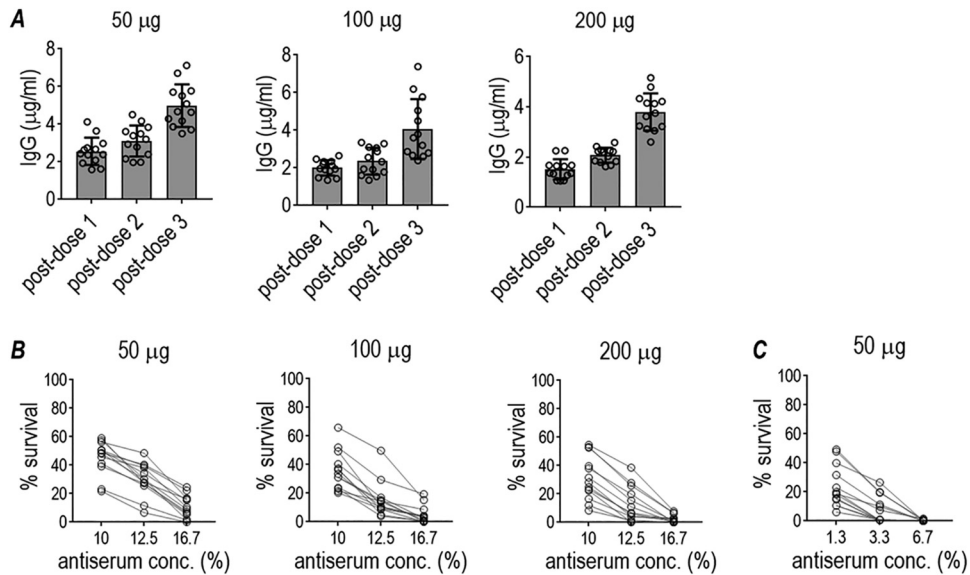 A
50 μg
100 μg
200 μg
IgG (μg/ml)
8
6
4
2
0
post-dose 1
post-dose 2
post-dose 3
IgG (μg/ml)
8
6
4
2
0
post-dose 1
post-dose 2
post-dose 3
IgG (μg/ml)
6
4
2
0
post-dose 1
post-dose 2
post-dose 3
B
50 μg
100 μg
200 μg
C
50 μg
% survival
100
80
60
40
20
0
10 12.5 16.7
antiserum conc. (%)
% survival
100
80
60
40
20
0
10 12.5 16.7
antiserum conc. (%)
% survival
100
80
60
40
20
0
10 12.5 16.7
antiserum conc. (%)
% survival
100
80
60
40
20
0
1.3 3.3 6.7
antiserum conc. (%)